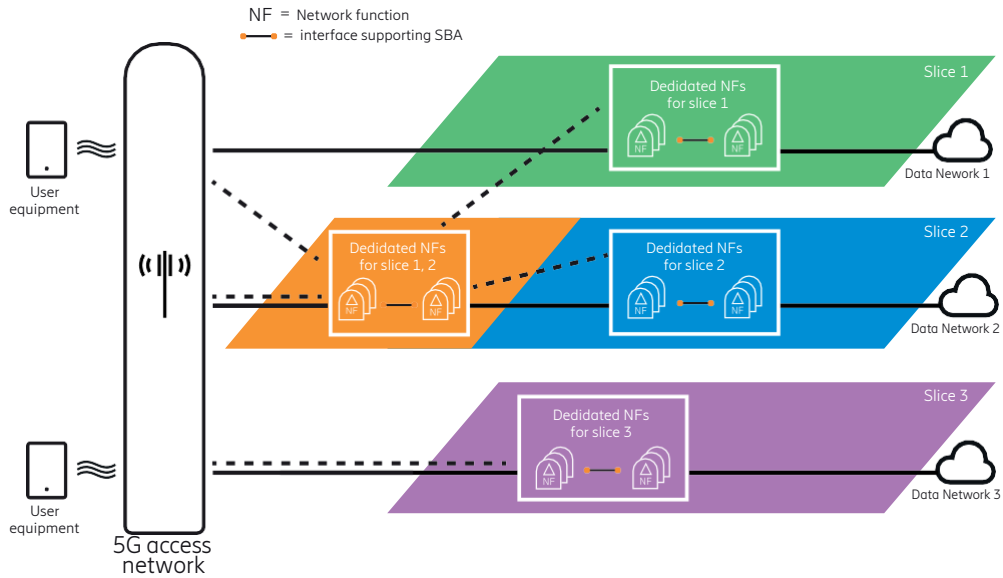 NF = Network function
= interface supporting SBA
Slice 1
Dedidated NFs
for slice 1
NF
NF
Data Nework 1
User
equipment
Slice 2
Dedidated NFs
for slice 1, 2
NF
NF
Dedidated NFs
for slice 2
NF
NF
Data Network 2
Slice 3
Dedidated NFs
for slice 3
NF
NF
Data Network 3
User
equipment
5G access
network